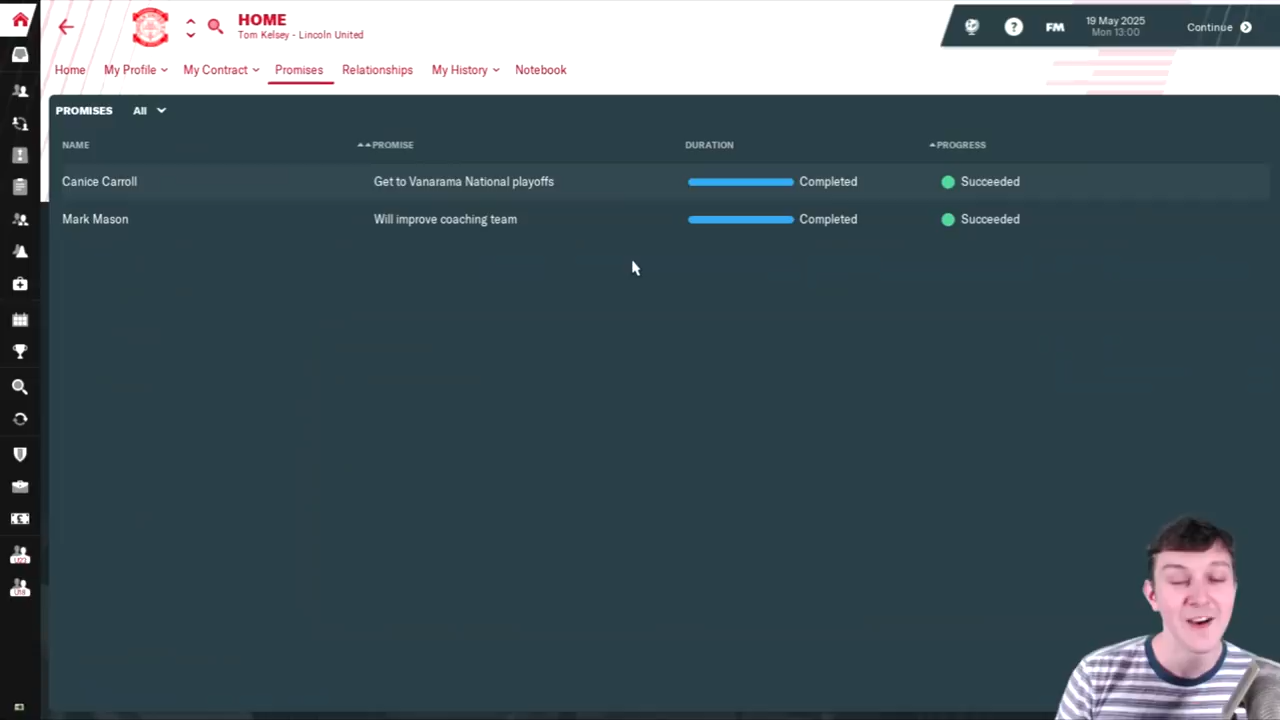 HOME
Tom Kelsey - Lincoln United
FM
19 May 2025
Mon 13:00
Continue
Home
My Profile
My Contract
Promises
Relationships
My History
Notebook
PROMISES
All
NAME
PROMISE
DURATION
PROGRESS
Canice Carroll
Get to Vanarama National playoffs
Completed
Succeeded
Mark Mason
Will improve coaching team
Completed
Succeeded
U23
U18